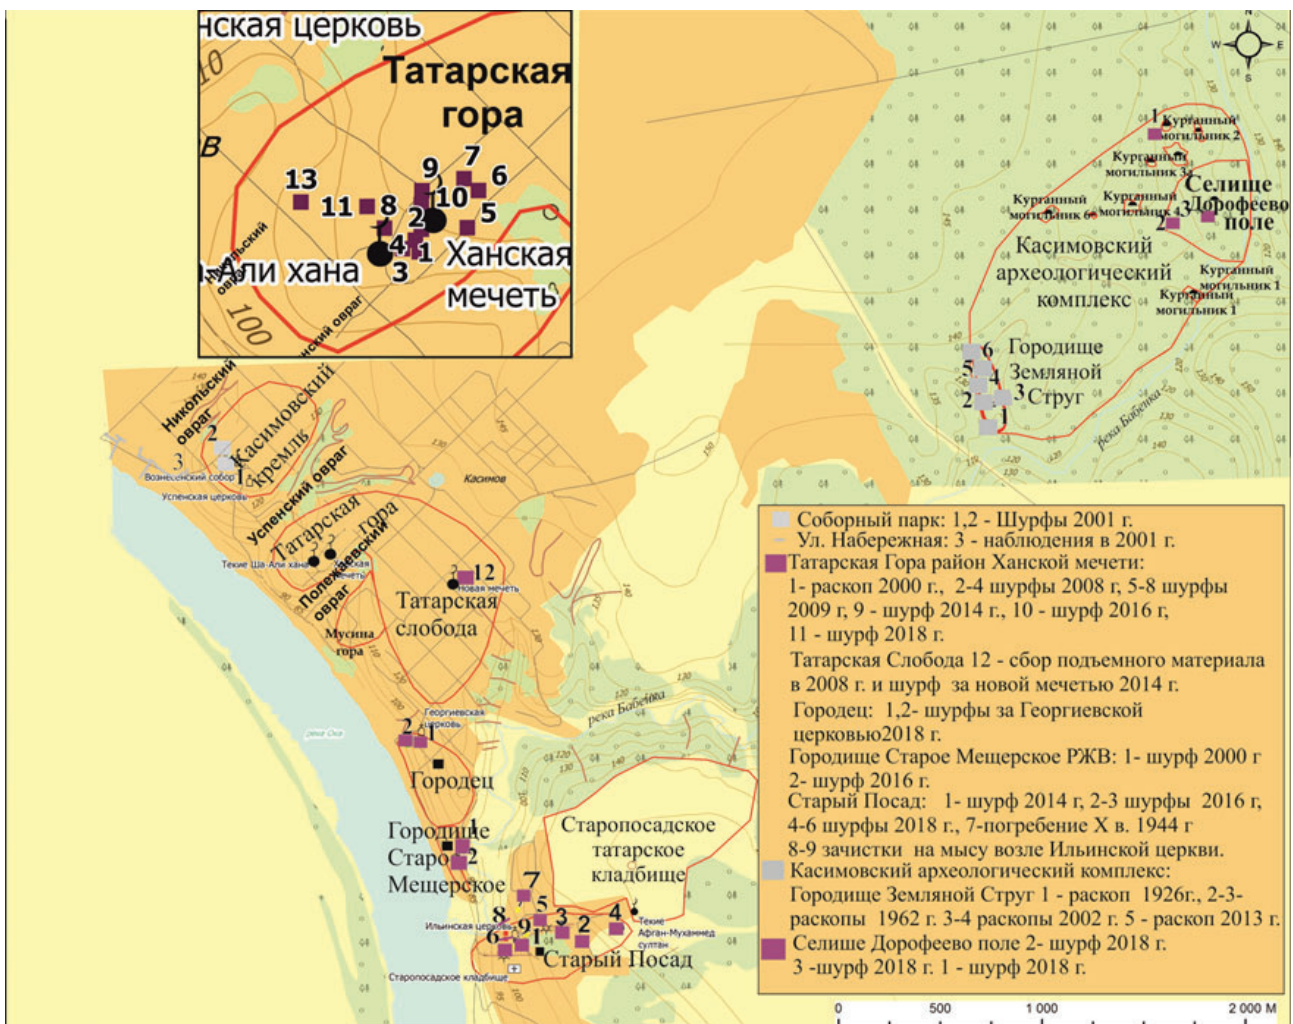 нская церковь
Татарская
гора
10
В
9
7
6
13
11
8
10
2
5
4
3
1
Ханская
мечеть
-Али хана
Никольский
овраг
нский овраг
100
N
W
E
S
1
Курганный
могильник 2
Курганный
могильник 3
Курганный
могильник 4
Курганный
могильник 6
Селище
Дорофеево
поле
3
2
Касимовский
археологический
комплекс
Курганный
могильник 1
Курганный
могильник 1
Городище
Земляной
Струг
6
5
4
3
2
1
река Бабенка
Никольский
овраг
Касимовский
кремль
2
3
1
Вознесенский собор
Успенская церковь
Успенский овраг
Татарская
гора
Касимов
Текие Ша-Али хана
Ханская
мечеть
Полежаевский
овраг
12
Новая мечеть
Татарская
слобода
Мусина
гора
река Бабенка
река Ока
Георгиевская
церковь
2
1
Городец
Городище
Старо
Мещерское
1
2
Старопосадское
татарское
кладбище
7
8
5
3
4
Ильинская церковь
6
9
1
2
Текие
Афган-Мухаммед
султан
Старый Посад
Старопосадское кладбище
Соборный парк: 1,2 - Шурфы 2001 г.
Ул. Набережная: 3 - наблюдения в 2001 г.
Татарская Гора район Ханской мечети:
1- раскоп 2000 г., 2-4 шурфы 2008 г, 5-8 шурфы
2009 г, 9 - шурф 2014 г., 10 - шурф 2016 г,
11 - шурф 2018 г.
Татарская Слобода 12 - сбор подъемного материала
в 2008 г. и шурф за новой мечетью 2014 г.
Городец: 1,2- шурфы за Георгиевской
церковью2018 г.
Городище Старое Мещерское РЖВ: 1- шурф 2000 г
2- шурф 2016 г.
Старый Посад: 1- шурф 2014 г, 2-3 шурфы 2016 г,
4-6 шурфы 2018 г., 7-погребение X в. 1944 г
8-9 зачистки на мысу возле Ильинской церкви.
Касимовский археологический комплекс:
Городище Земляной Струг 1 - раскоп 1926г., 2-3-
раскопы 1962 г. 3-4 раскопы 2002 г. 5 - раскоп 2013 г.
Селише Дорофеево поле 2- шурф 2018 г.
3 -шурф 2018 г. 1 - шурф 2018 г.
0 500 1 000 2 000 М